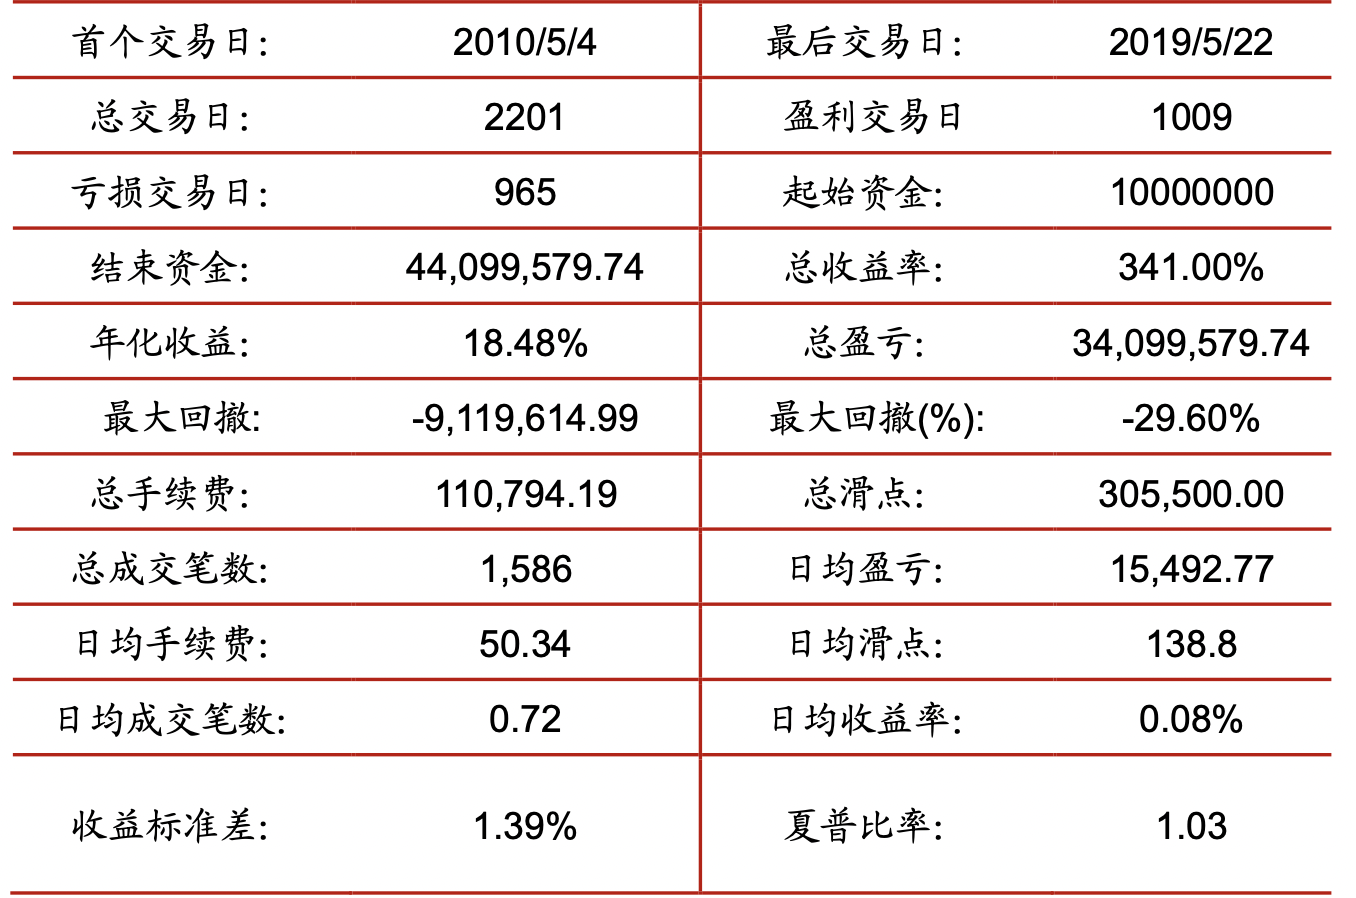 首个交易日: 2010/5/4 最后交易日: 2019/5/22
总交易日: 2201 盈利交易日 1009
亏损交易日: 965 起始资金: 10000000
结束资金: 44,099,579.74 总收益率: 341.00%
年化收益: 18.48% 总盈亏: 34,099,579.74
最大回撤: -9,119,614.99 最大回撤(%): -29.60%
总手续费: 110,794.19 总滑点: 305,500.00
总成交笔数: 1,586 日均盈亏: 15,492.77
日均手续费: 50.34 日均滑点: 138.8
日均成交笔数: 0.72 日均收益率: 0.08%
收益标准差: 1.39% 夏普比率: 1.03